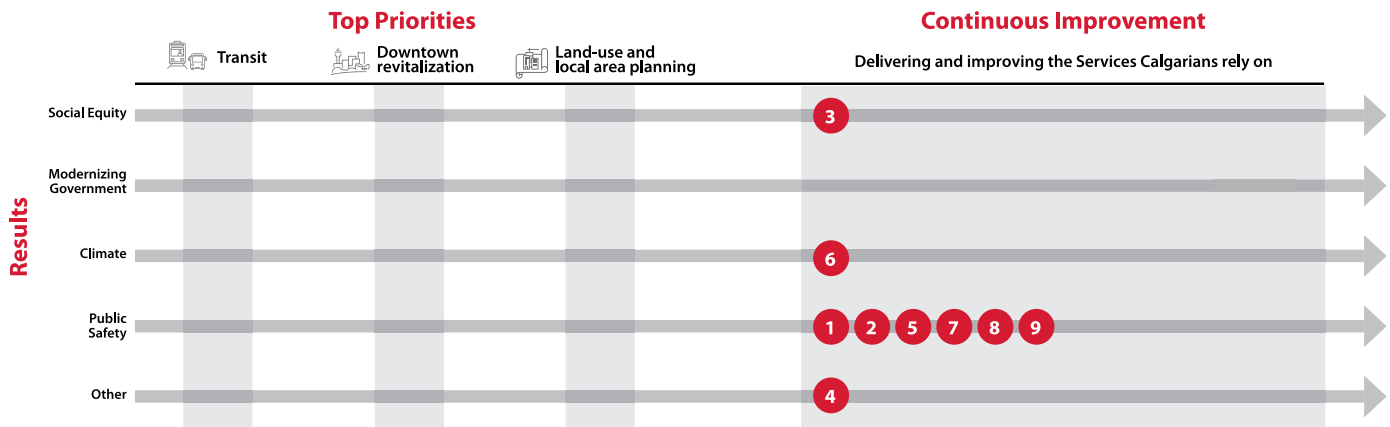 Top Priorities
Continuous Improvement
Transit
Downtown
revitalization
Land-use and
local area planning
Delivering and improving the Services Calgarians rely on
Results
Social Equity
3
Modernizing
Government
Climate
6
Public
Safety
1 2 5 7 8 9
Other
4